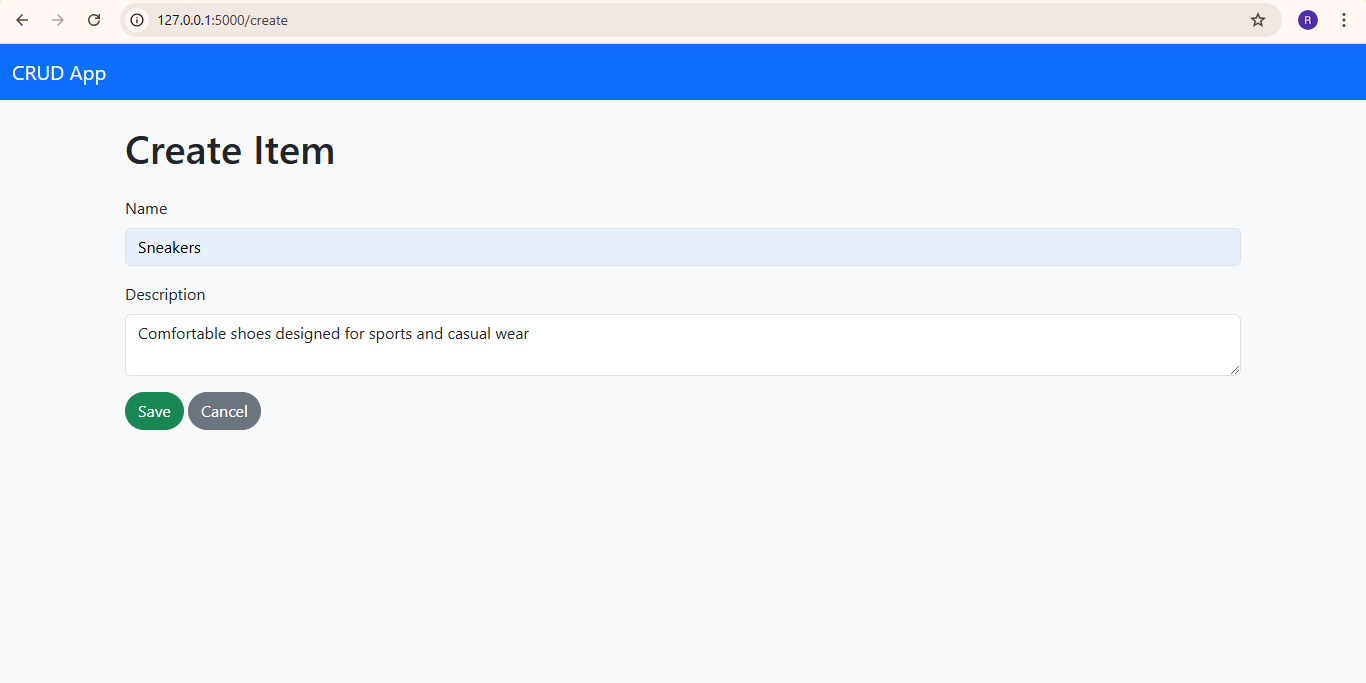 127.0.0.1:5000/create
R
CRUD App
Create Item
Name
Sneakers
Description
Comfortable shoes designed for sports and casual wear
Save Cancel